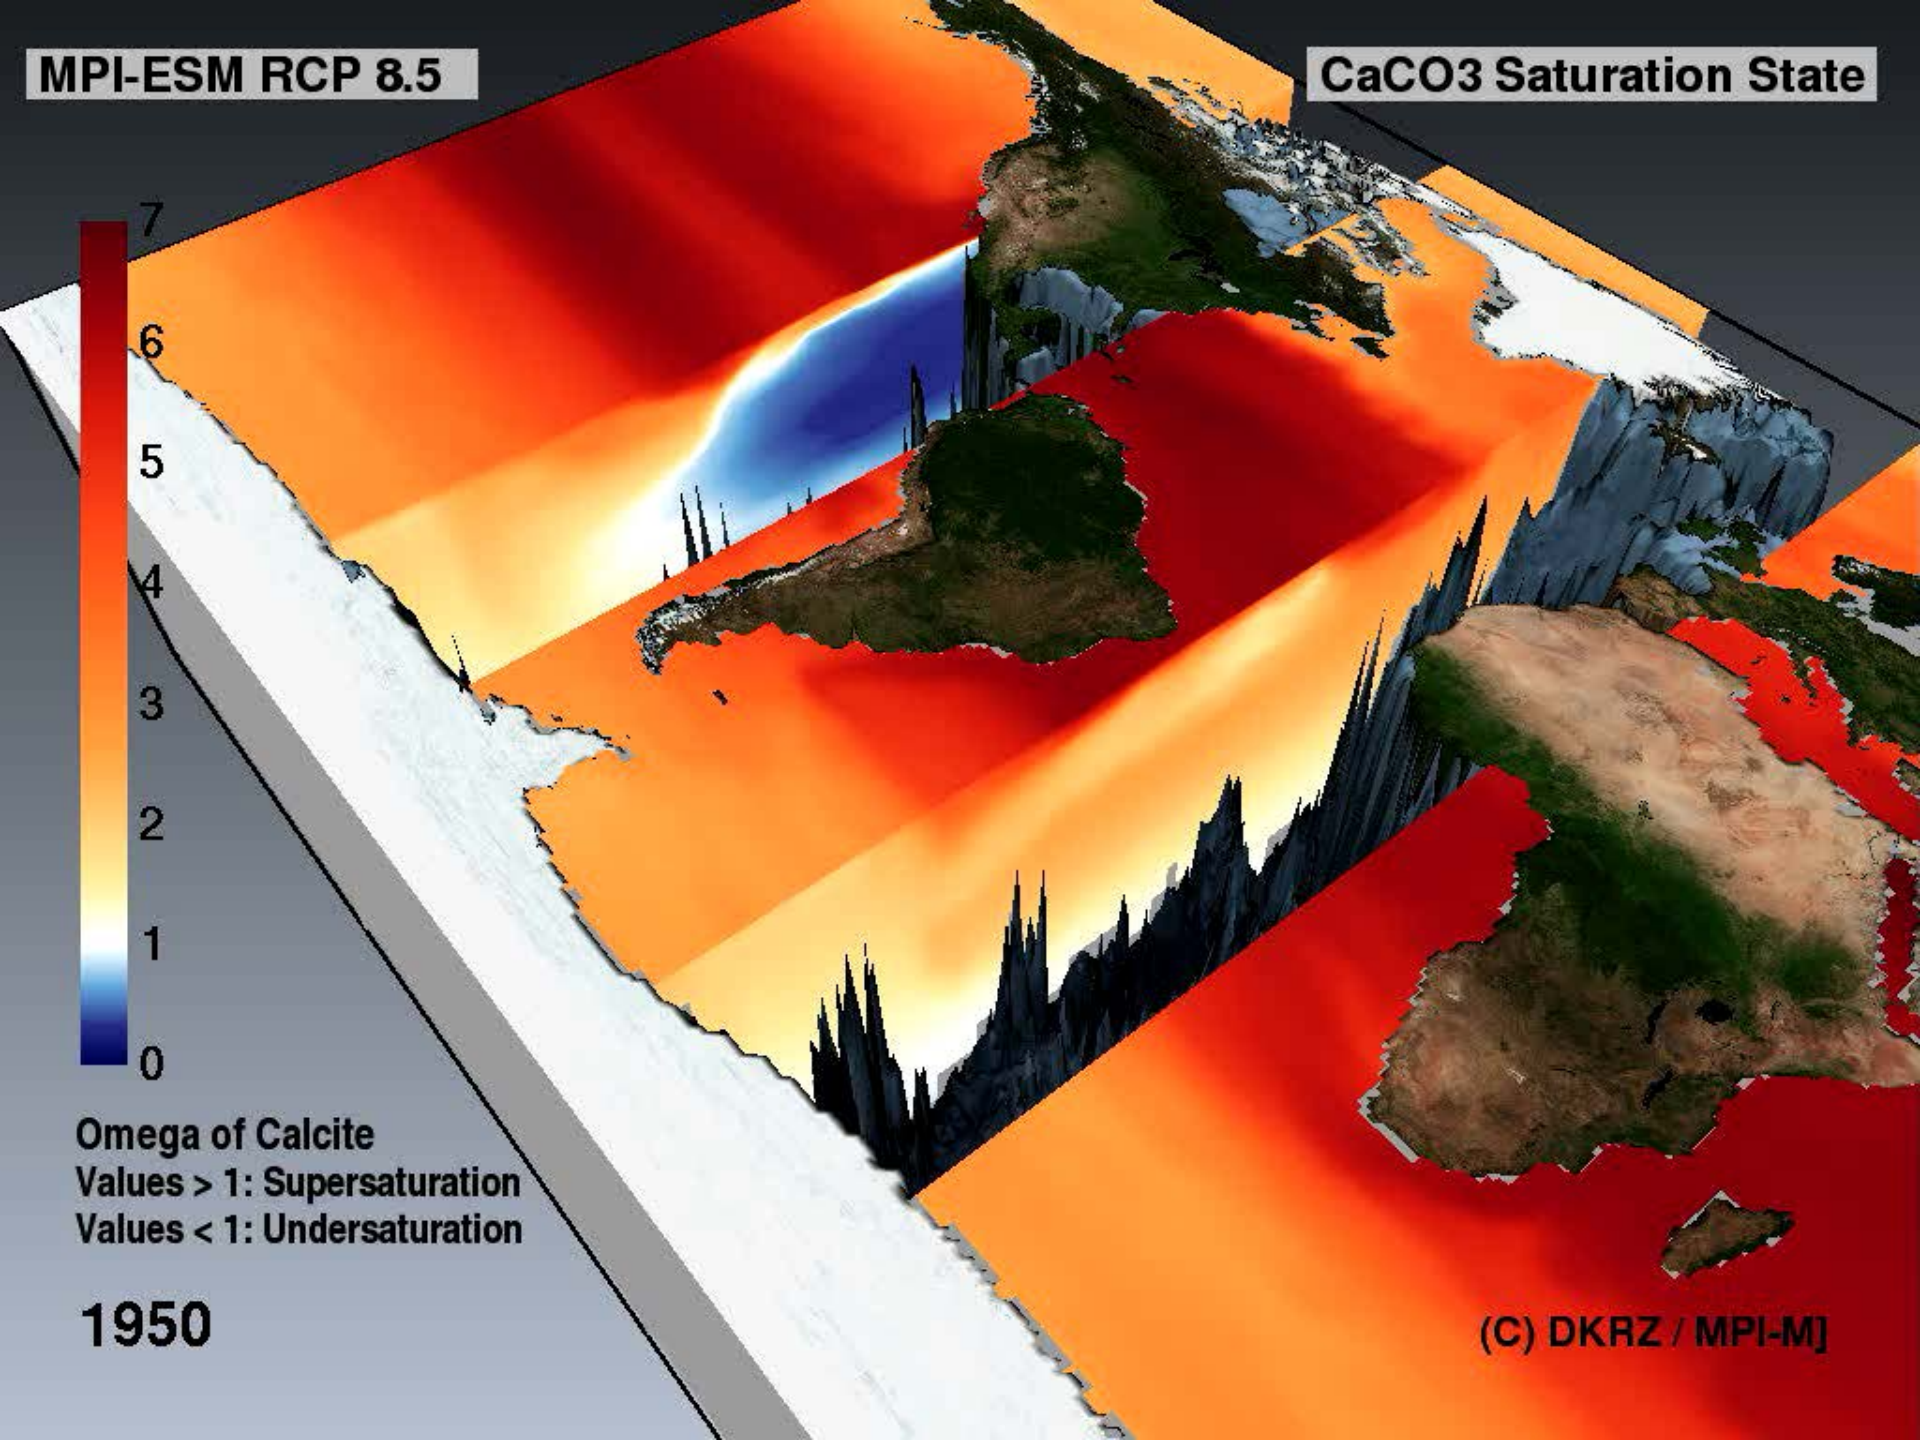 MPI-ESM RCP 8.5
CaCO3 Saturation State
7
6
5
4
3
2
1
0
Omega of Calcite
Values > 1: Supersaturation
Values < 1: Undersaturation
1950
(C) DKRZ / MPI-M]